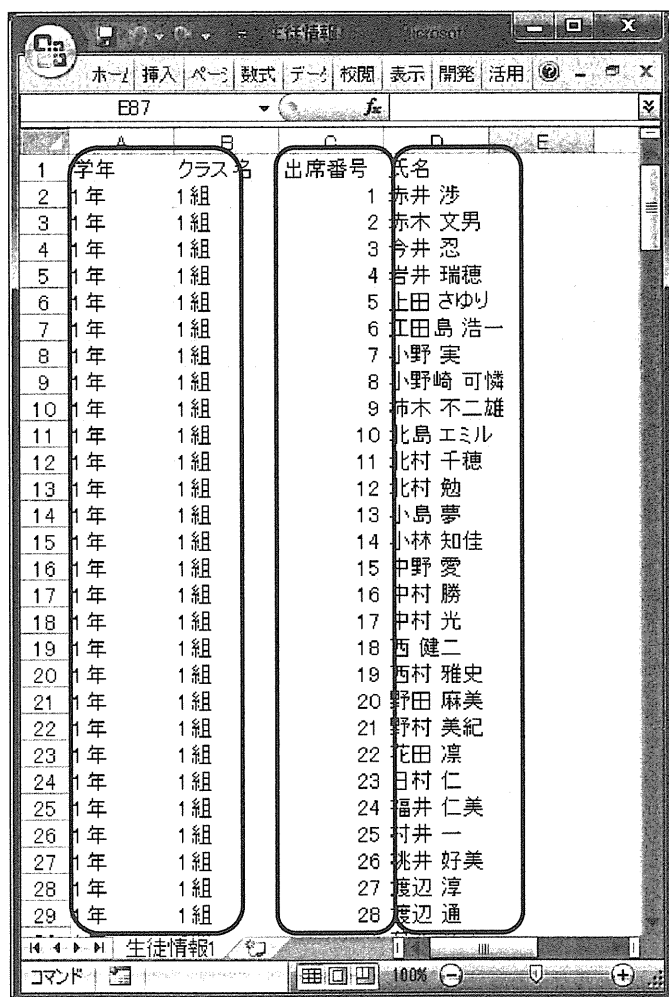 生徒情報 Microsoft
ホーム 挿入 ページ 数式 データ 校閲 表示 開発 活用
E87 fx
A B C D E
1 学年 クラス名 出席番号 氏名
2 1年 1組 1 赤井 渉
3 1年 1組 2 赤木 文男
4 1年 1組 3 今井 忍
5 1年 1組 4 岩井 瑞穂
6 1年 1組 5 上田 さゆり
7 1年 1組 6 江田島 浩一
8 1年 1組 7 小野 実
9 1年 1組 8 小野崎 可憐
10 1年 1組 9 柿木 不二雄
11 1年 1組 10 北島 エミル
12 1年 1組 11 北村 千穂
13 1年 1組 12 北村 勉
14 1年 1組 13 小島 夢
15 1年 1組 14 小林 知佳
16 1年 1組 15 中野 愛
17 1年 1組 16 中村 勝
18 1年 1組 17 中村 光
19 1年 1組 18 西 健二
20 1年 1組 19 西村 雅史
21 1年 1組 20 野田 麻美
22 1年 1組 21 野村 美紀
23 1年 1組 22 花田 凛
24 1年 1組 23 日村 仁
25 1年 1組 24 福井 仁美
26 1年 1組 25 村井 一
27 1年 1組 26 桃井 好美
28 1年 1組 27 渡辺 淳
29 1年 1組 28 渡辺 通
生徒情報1
コマンド 100%